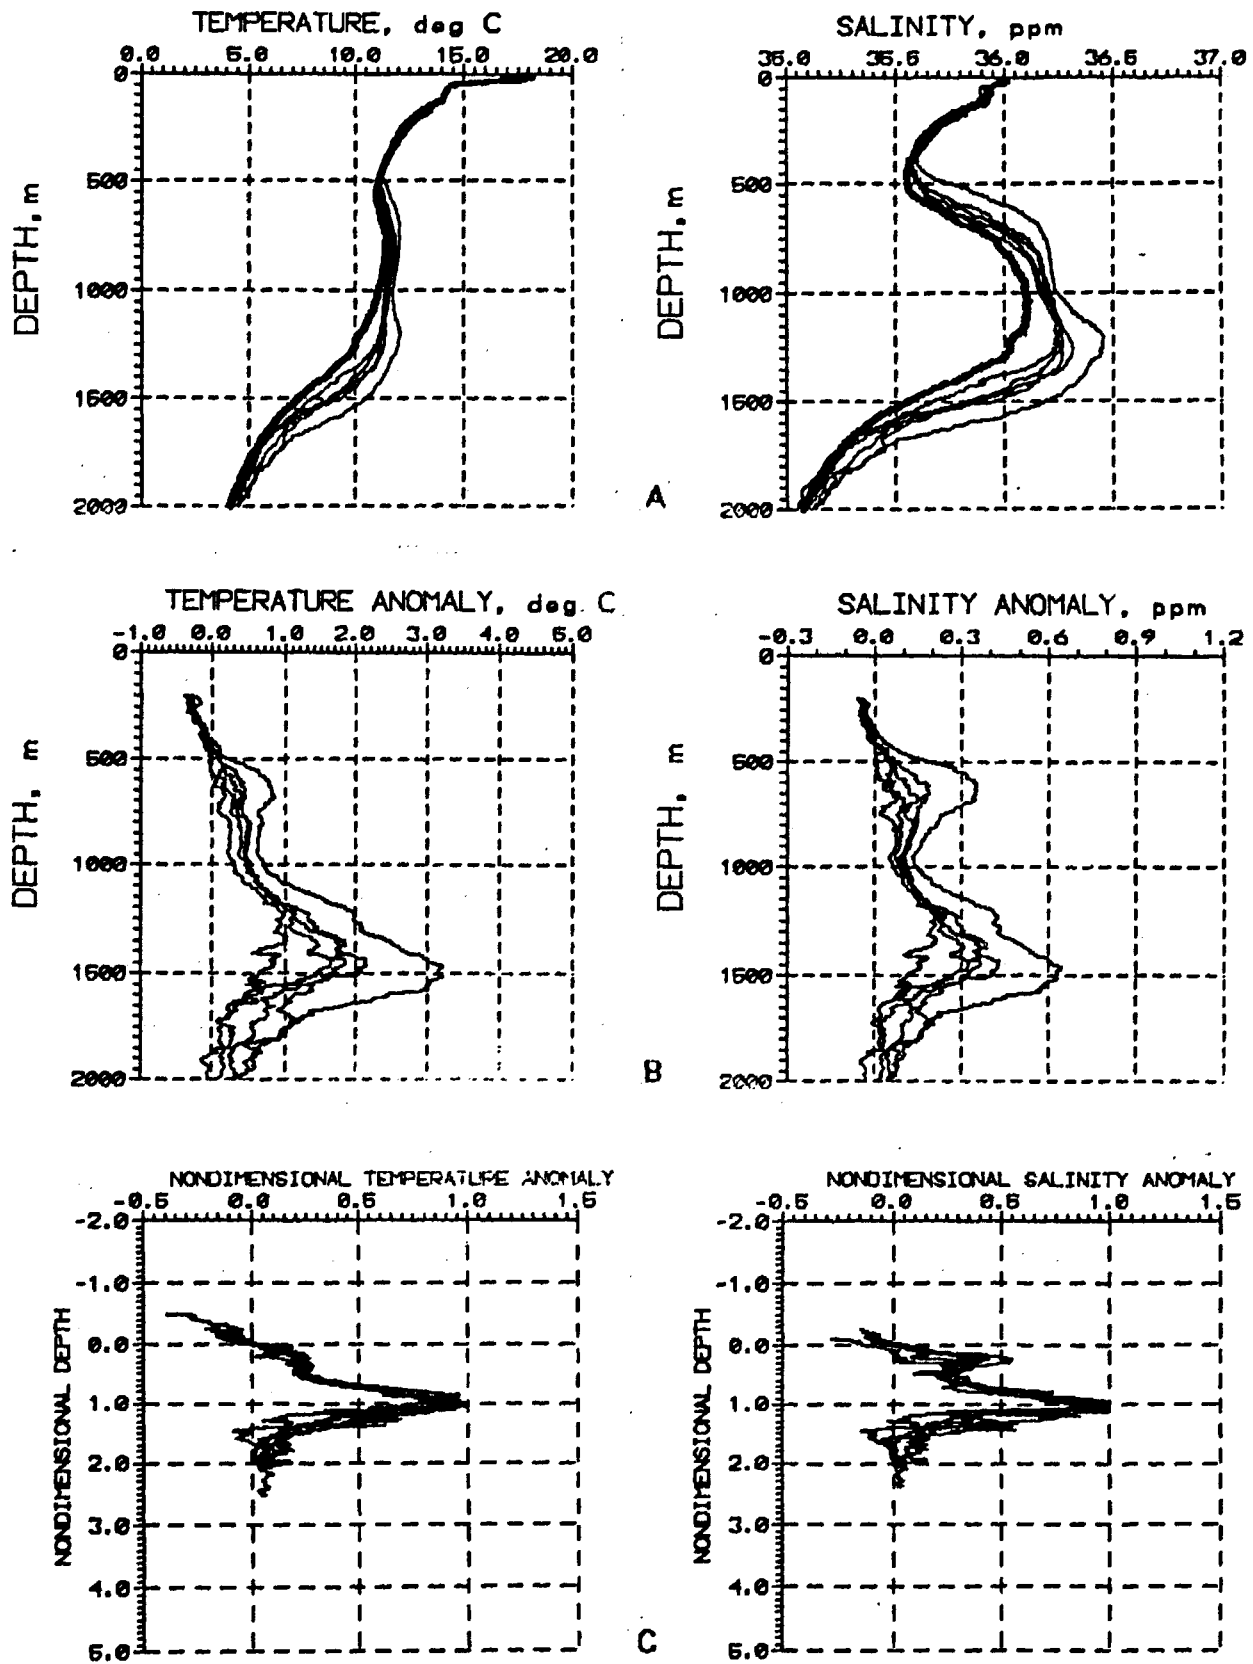 TEMPERATURE, deg C
0.0 5.0 10.0 15.0 20.0
0
500
1000
1500
2000
DEPTH, m
SALINITY, ppm
35.0 35.5 36.0 36.5 37.0
0
500
1000
1500
2000
DEPTH, m
A
TEMPERATURE ANOMALY, deg C
-1.0 0.0 1.0 2.0 3.0 4.0 5.0
0
500
1000
1500
2000
DEPTH, m
SALINITY ANOMALY, ppm
-0.3 0.0 0.3 0.6 0.9 1.2
0
500
1000
1500
2000
DEPTH, m
B
NONDIMENSIONAL TEMPERATURE ANOMALY
-0.5 0.0 0.5 1.0 1.5
-2.0
-1.0
0.0
1.0
2.0
3.0
4.0
5.0
NONDIMENSIONAL DEPTH
NONDIMENSIONAL SALINITY ANOMALY
-0.5 0.0 0.5 1.0 1.5
-2.0
-1.0
0.0
1.0
2.0
3.0
4.0
5.0
NONDIMENSIONAL DEPTH
C